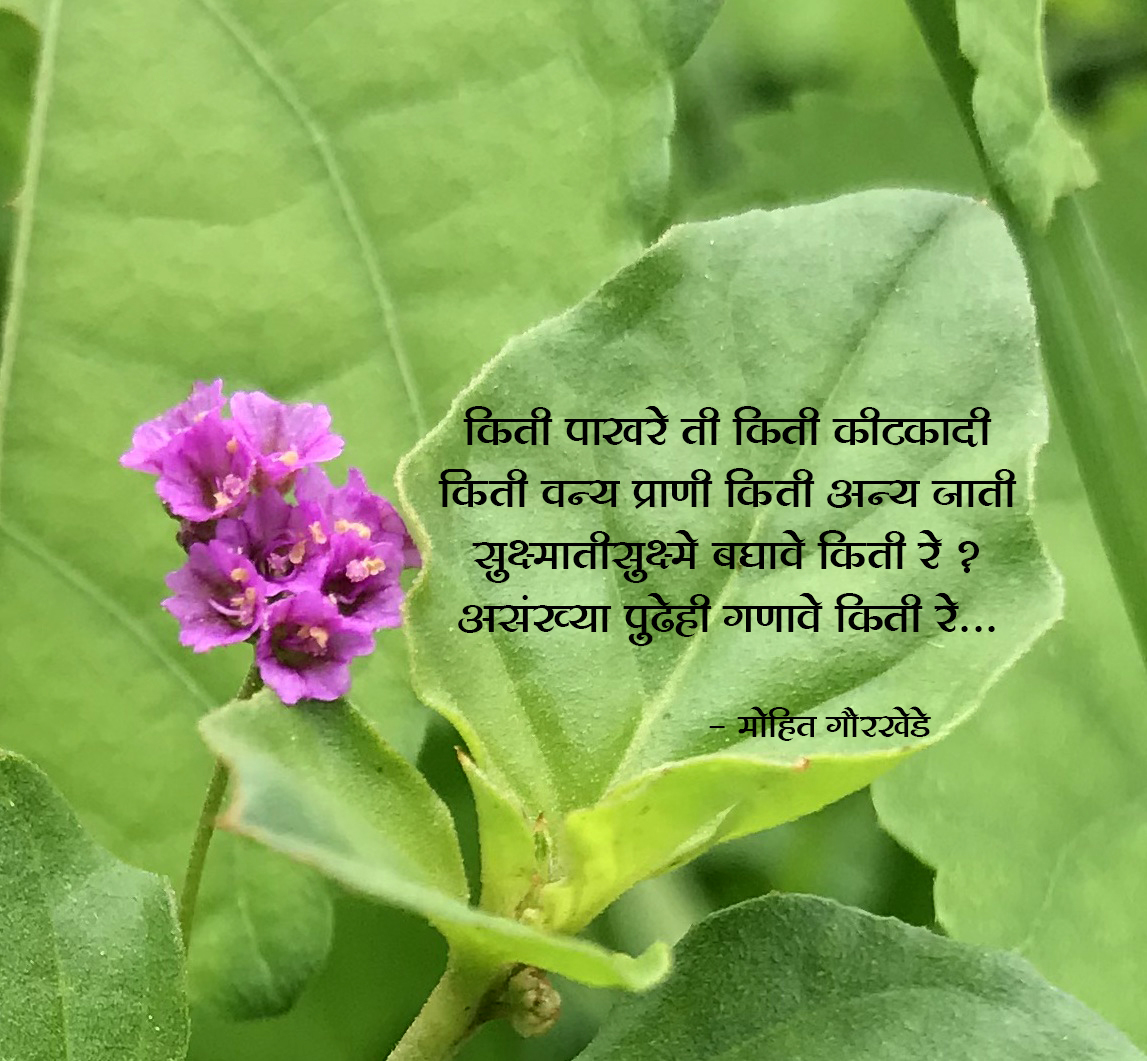 किती पाखरे ती किती कीटकादी
किती वन्य प्राणी किती अन्य जाती
सुक्ष्मातीसुक्ष्मे बघावे किती रे ?
असंख्या पुढेही गणावे किती रे...
- मोहित गौरखेडे